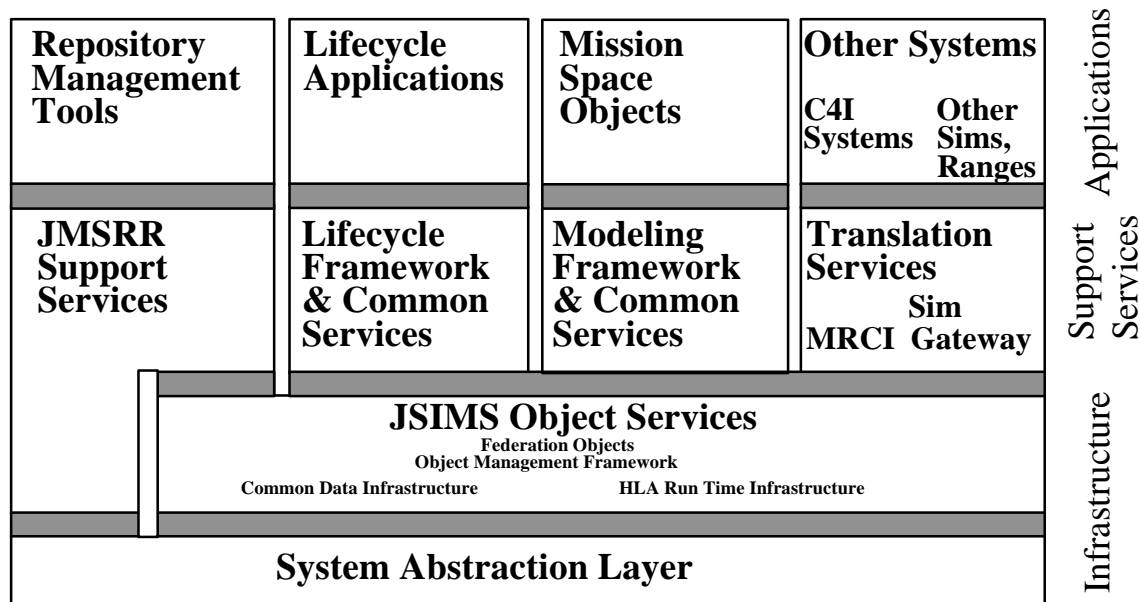 Repository
Management
Tools
Lifecycle
Applications
Mission
Space
Objects
Other Systems
C4I
Systems
Other
Sims,
Ranges
Applications
JMSRR
Support
Services
Lifecycle
Framework
& Common
Services
Modeling
Framework
& Common
Services
Translation
Services
Sim
MRCI Gateway
Support
Services
JSIMS Object Services
Federation Objects
Object Management Framework
Common Data Infrastructure
HLA Run Time Infrastructure
Infrastructure
System Abstraction Layer